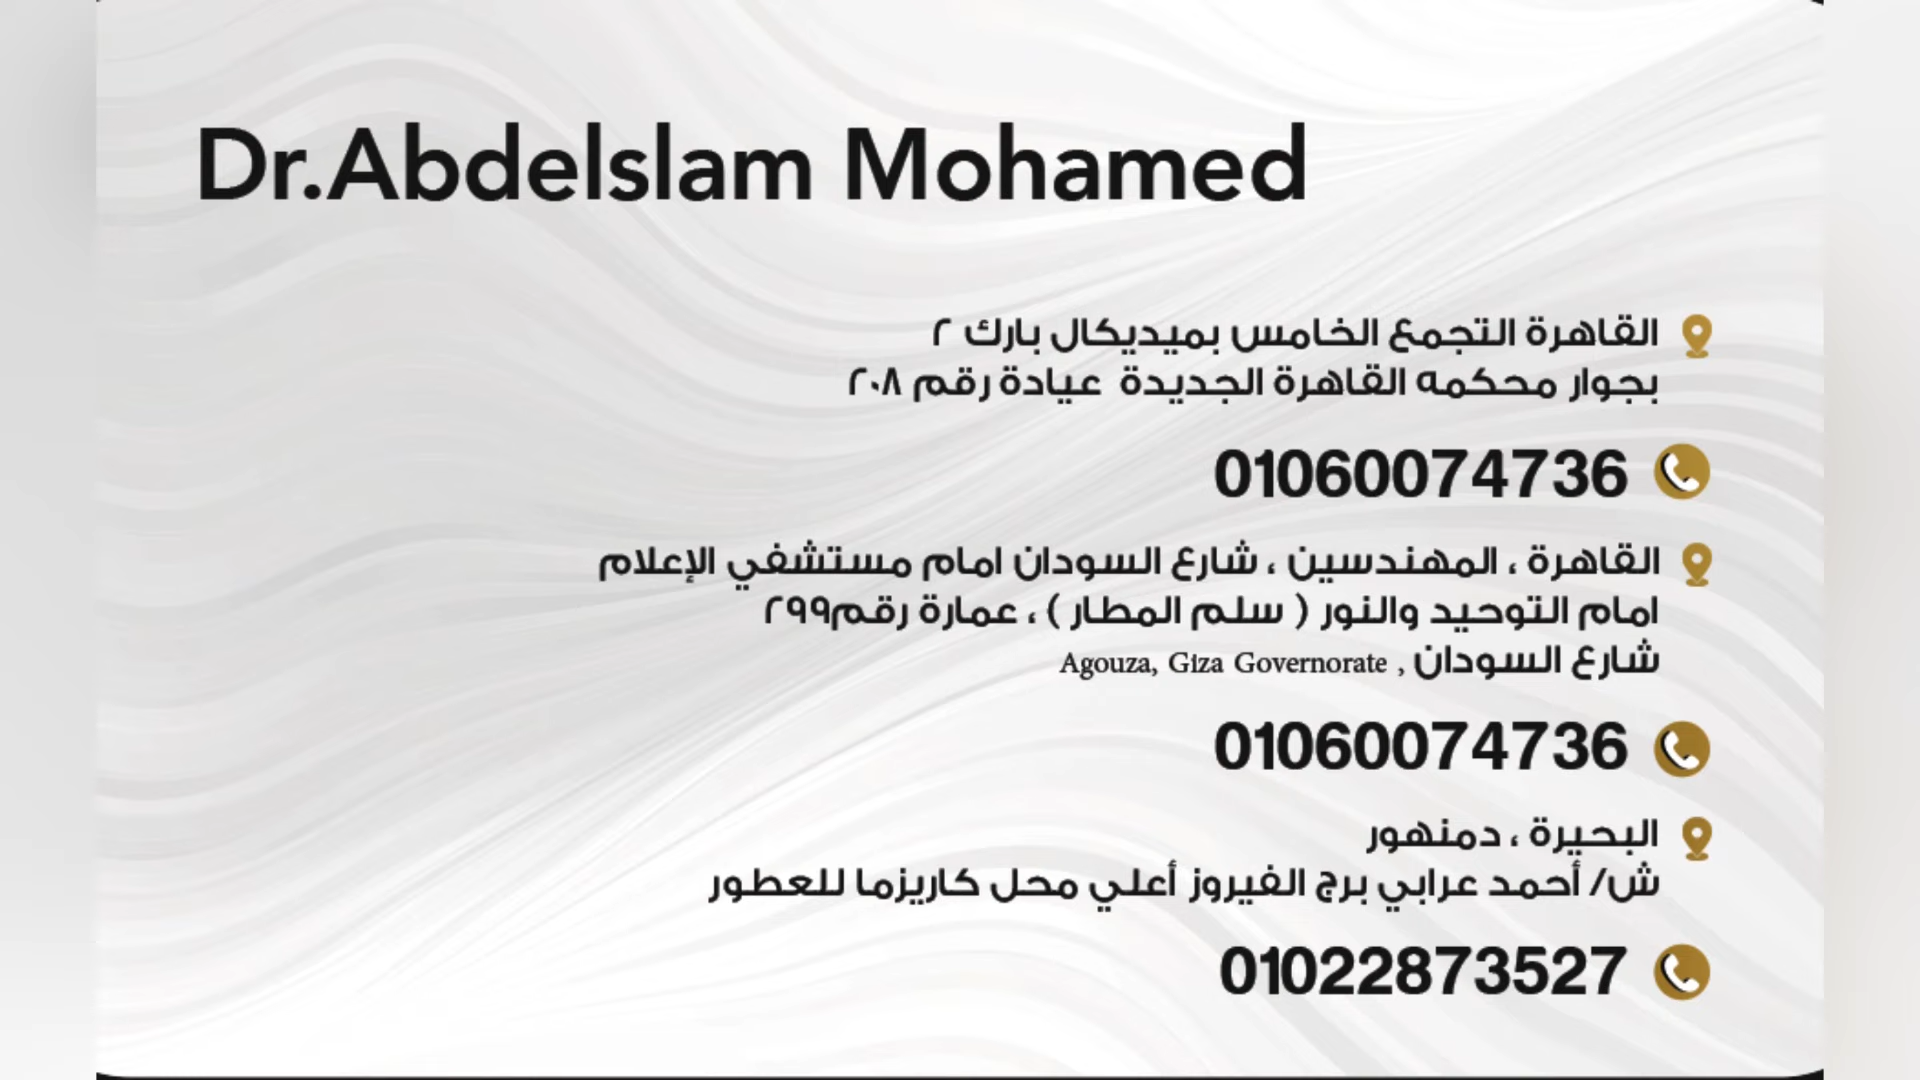 Dr.Abdelslam Mohamed
القاهرة التجمع الخامس بميديكال بارك ٢
بجوار محكمه القاهرة الجديدة عيادة رقم ٢٠٨
01060074736
القاهرة ، المهندسين ، شارع السودان امام مستشفي الإعلام
امام التوحيد والنور ( سلم المطار ) ، عمارة رقم٢٩٩
شارع السودان , Agouza, Giza Governorate
01060074736
البحيرة ، دمنهور
ش/ أحمد عرابي برج الفيروز أعلي محل كاريزما للعطور
01022873527